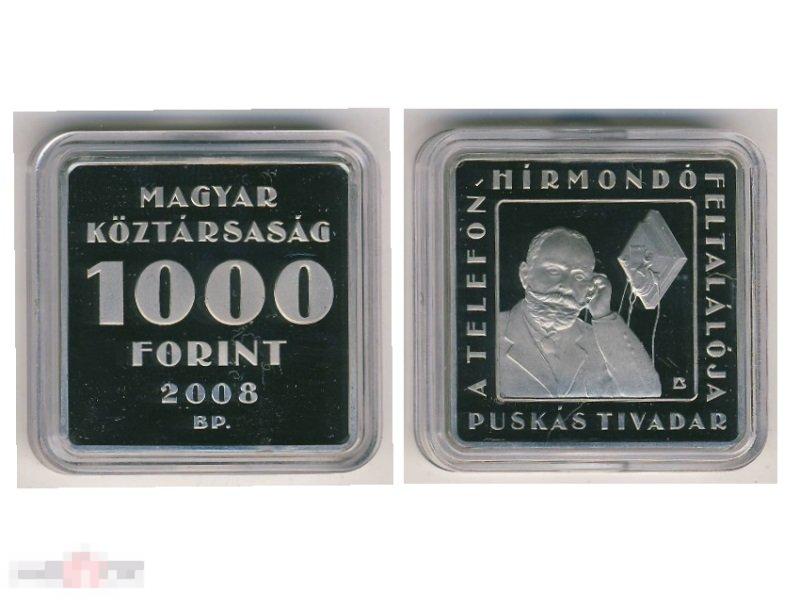 MAGYAR
KÖZTÁRSASÁG
1000
FORINT
2008
BP.
A TELEFON-
HÍRMONDÓ
FELTALÁLÓJA
PUSKÁS TIVADAR